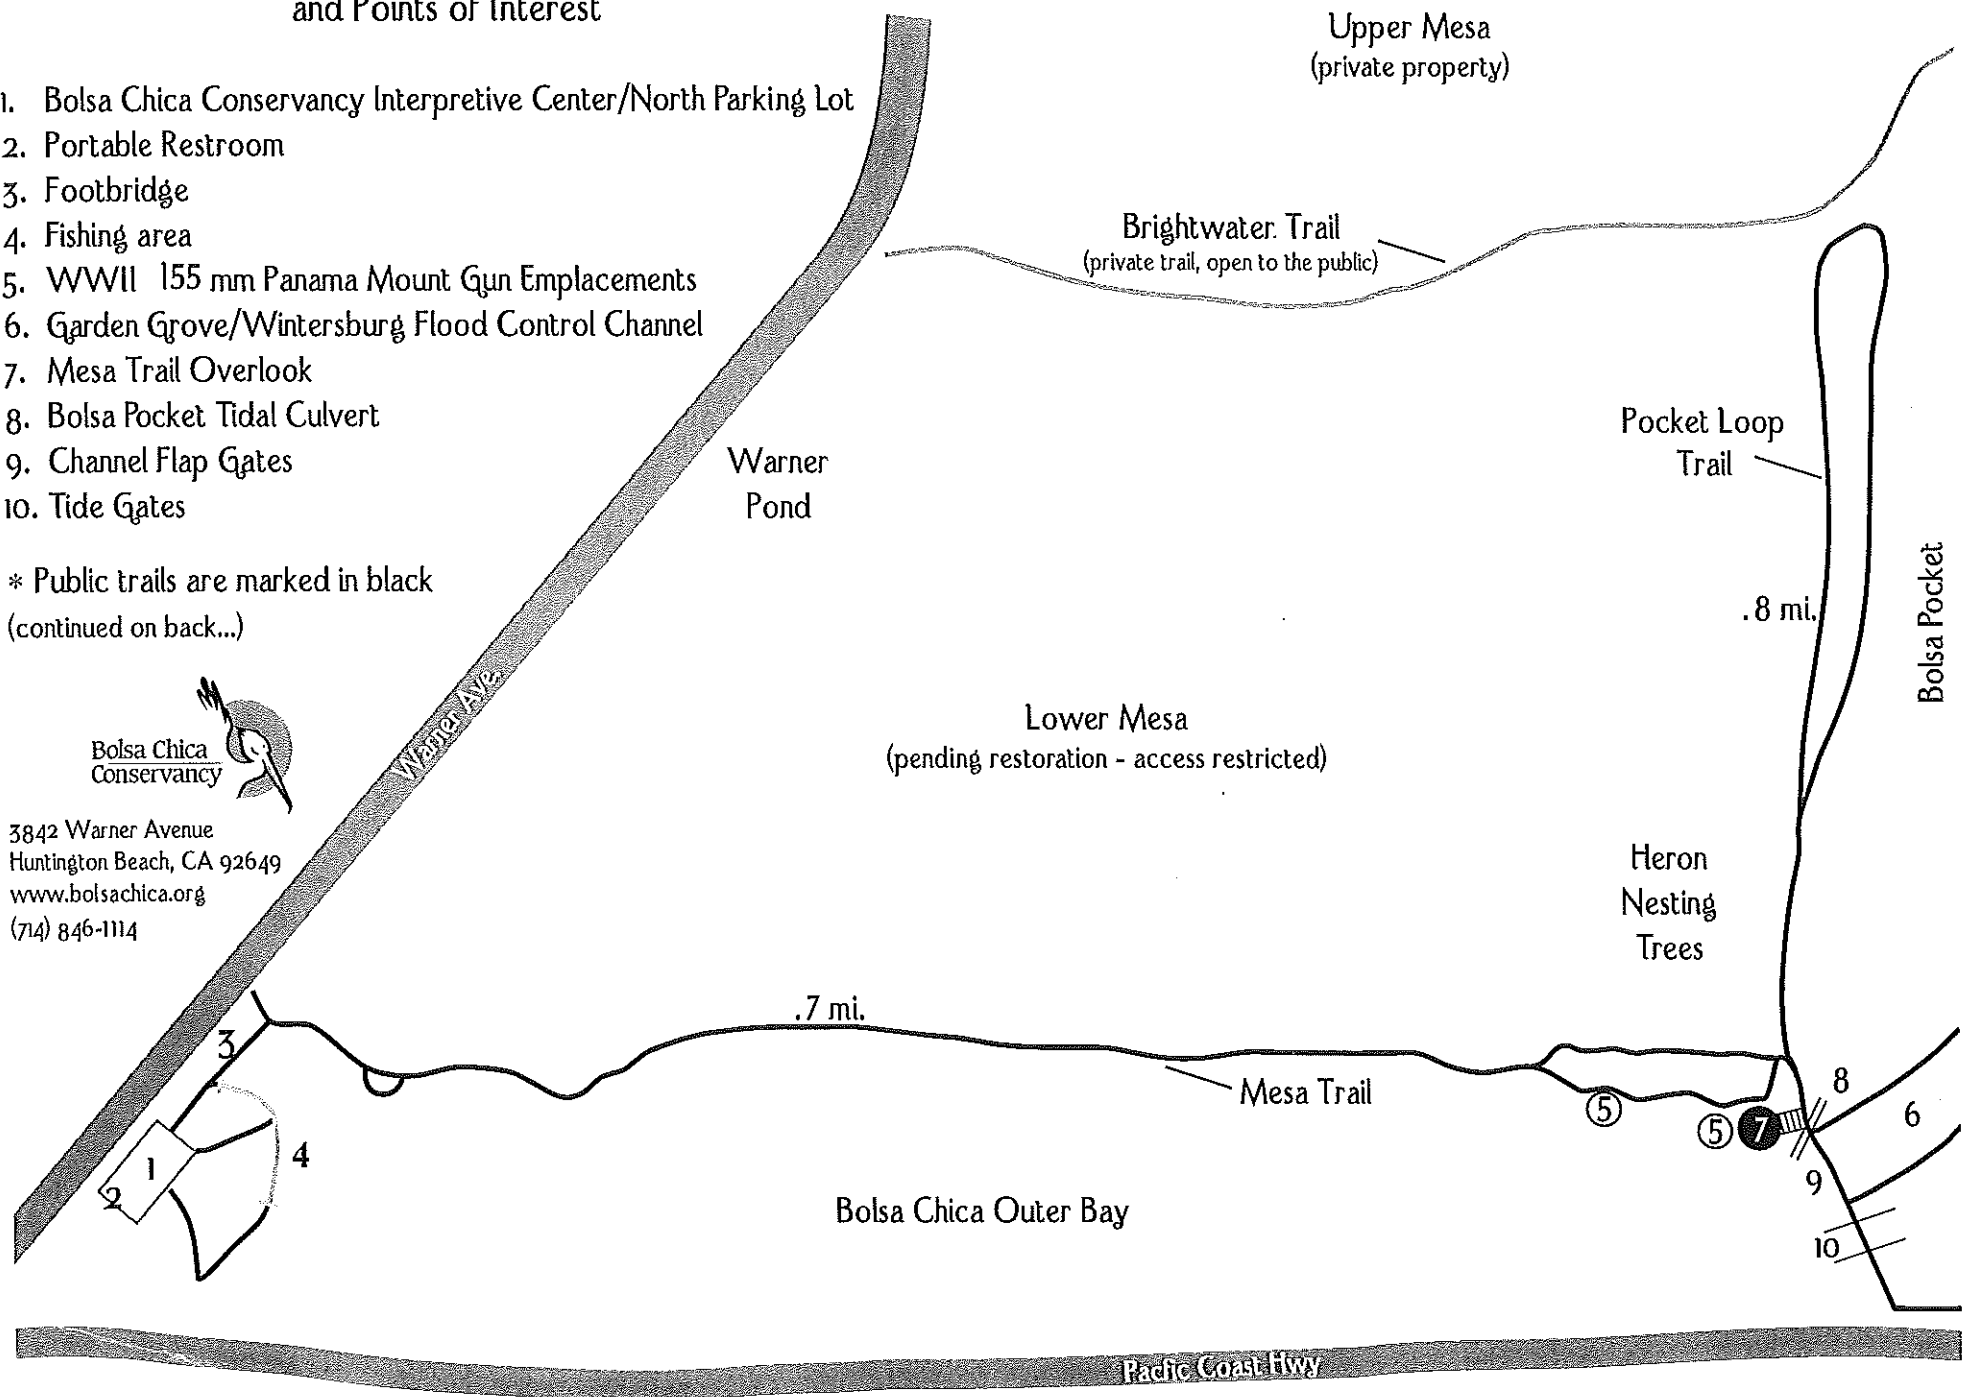 and Points of Interest
1. Bolsa Chica Conservancy Interpretive Center/North Parking Lot
2. Portable Restroom
3. Footbridge
4. Fishing area
5. WWII 155 mm Panama Mount Gun Emplacements
6. Garden Grove/Wintersburg Flood Control Channel
7. Mesa Trail Overlook
8. Bolsa Pocket Tidal Culvert
9. Channel Flap Gates
10. Tide Gates
* Public trails are marked in black
(continued on back...)
Bolsa Chica
Conservancy
3842 Warner Avenue
Huntington Beach, CA 92649
www.bolsachica.org
(714) 846-1114
Upper Mesa
(private property)
Brightwater Trail
(private trail, open to the public)
Warner
Pond
Pocket Loop
Trail
.8 mi.
Bolsa Pocket
Warner Ave.
Lower Mesa
(pending restoration - access restricted)
Heron
Nesting
Trees
.7 mi.
Mesa Trail
3
4
1
2
5
5
7
8
6
9
10
Bolsa Chica Outer Bay
Pacfic Coast Hwy